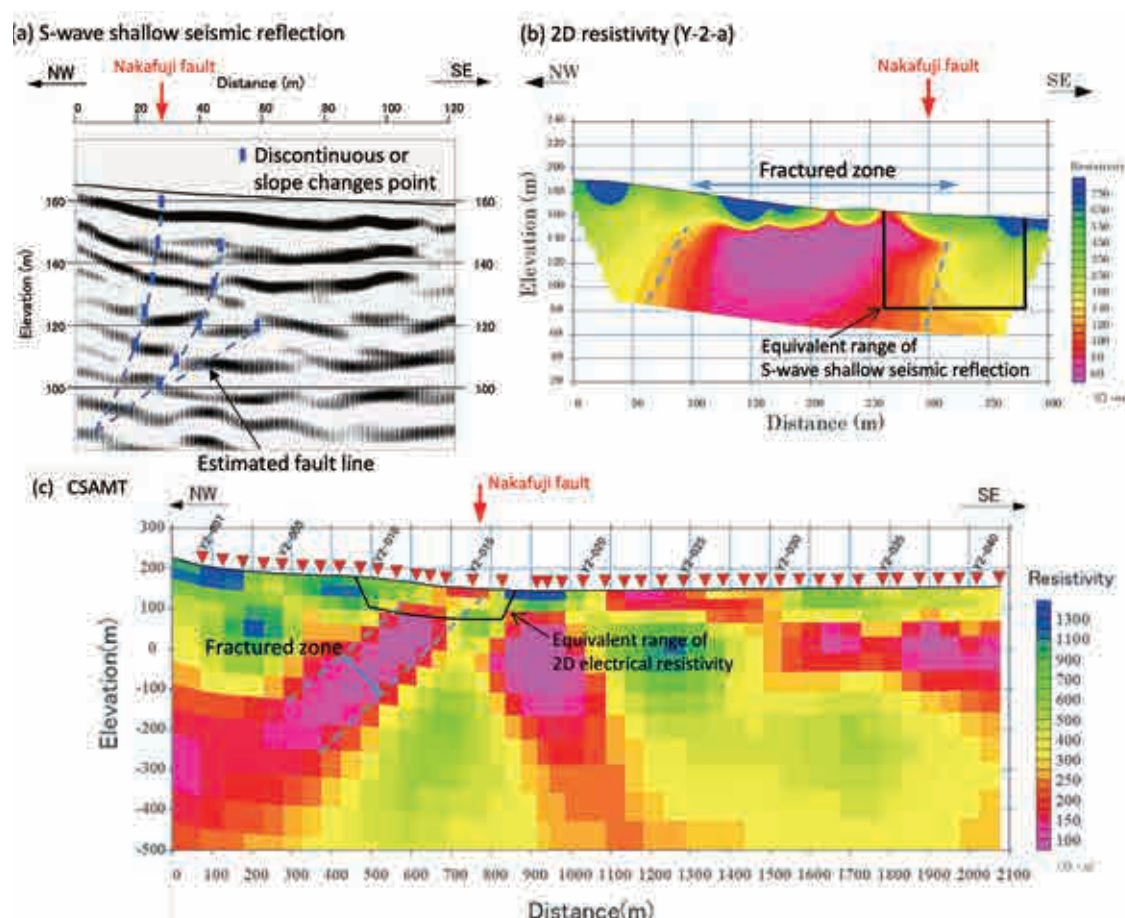 (a) S-wave shallow seismic reflection
Nakafuji fault
NW
SE
Distance (m)
0 20 40 60 80 100 120
Discontinuous or
slope changes point
160
140
120
100
Elevation (m)
160
140
120
100
Estimated fault line
(b) 2D resistivity (Y-2-a)
NW
Nakafuji fault
SE
Fractured zone
Elevation (m)
Equivalent range of
S-wave shallow seismic reflection
Distance (m)
(c) CSAMT
NW
Nakafuji fault
SE
300
200
100
0
-100
-200
-300
-400
-500
Elevation(m)
Fractured zone
Equivalent range of
2D electrical resistivity
0 100 200 300 400 500 600 700 800 900 1000 1100 1200 1300 1400 1500 1600 1700 1800 1900 2000 2100
Distance(m)
Resistivity
1300
1100
900
700
600
500
400
300
250
200
150
100